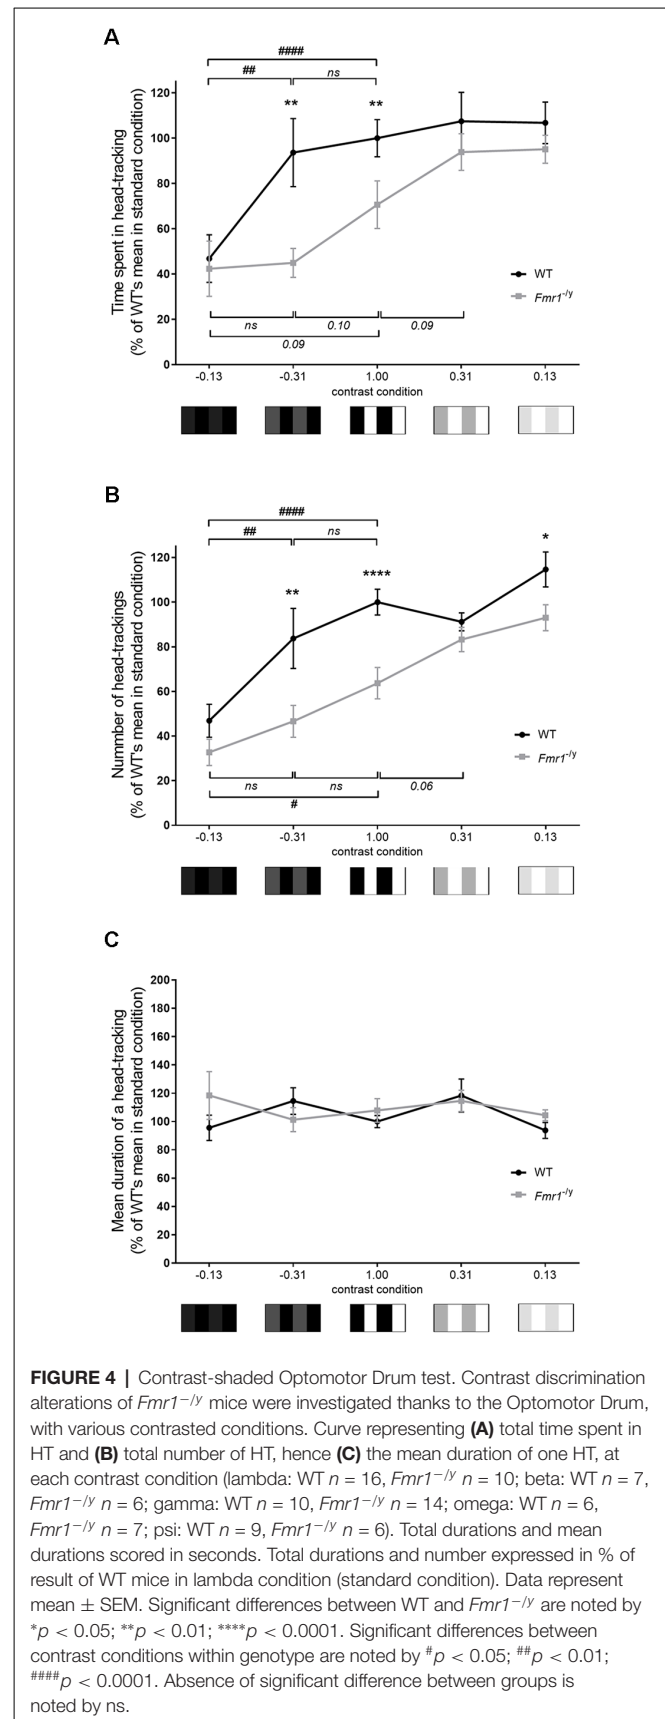 A
####
##
ns
**
**
Time spent in head-tracking
(% of WT's mean in standard condition)
120
100
80
60
40
20
0
WT
Fmr1-/y
ns
0.10
0.09
0.09
-0.13
-0.31
1.00
0.31
0.13
contrast condition
B
####
##
ns
**
****
*
Nummber of head-trackings
(% of WT's mean in standard condition)
120
100
80
60
40
20
0
WT
Fmr1-/y
ns
ns
0.06
#
-0.13
-0.31
1.00
0.31
0.13
contrast condition
C
Mean duration of a head-tracking
(% of WT's mean in standard condition)
200
180
160
140
120
100
80
60
40
20
0
WT
Fmr1-/y
-0.13
-0.31
1.00
0.31
0.13
contrast condition
FIGURE 4 | Contrast-shaded Optomotor Drum test. Contrast discrimination
alterations of Fmr1−/y mice were investigated thanks to the Optomotor Drum,
with various contrasted conditions. Curve representing (A) total time spent in
HT and (B) total number of HT, hence (C) the mean duration of one HT, at
each contrast condition (lambda: WT n = 16, Fmr1−/y n = 10; beta: WT n = 7,
Fmr1−/y n = 6; gamma: WT n = 10, Fmr1−/y n = 14; omega: WT n = 6,
Fmr1−/y n = 7; psi: WT n = 9, Fmr1−/y n = 6). Total durations and mean
durations scored in seconds. Total durations and number expressed in % of
result of WT mice in lambda condition (standard condition). Data represent
mean ± SEM. Significant differences between WT and Fmr1−/y are noted by
*p < 0.05; **p < 0.01; ****p < 0.0001. Significant differences between
contrast conditions within genotype are noted by #p < 0.05; ##p < 0.01;
####p < 0.0001. Absence of significant difference between groups is
noted by ns.